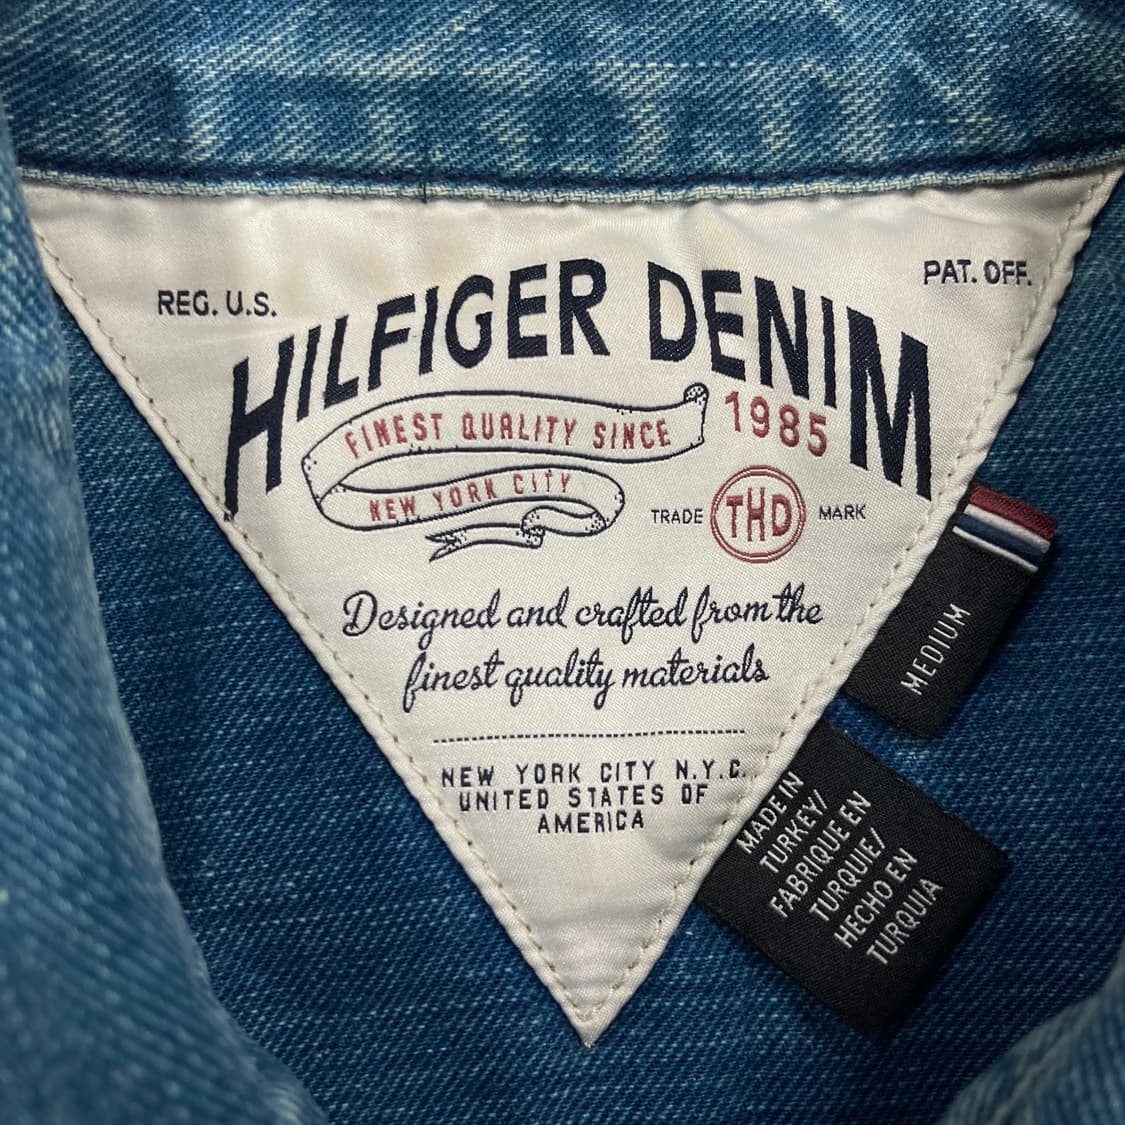 REG. U.S.
PAT. OFF.
HILFIGER DENIM
FINEST QUALITY SINCE
1985
NEW YORK CITY
TRADE THD MARK
Designed and crafted from the
finest quality materials
NEW YORK CITY N.Y.C.
UNITED STATES OF
AMERICA
MEDIUM
MADE IN
TURKEY/
FABRIQUE EN
TURQUIE/
HECHO EN
TURQUIA